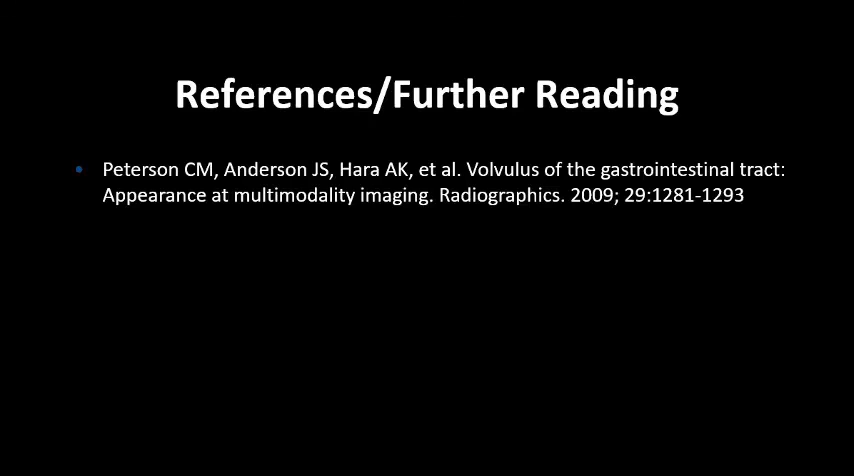 References/Further Reading
• Peterson CM, Anderson JS, Hara AK, et al. Volvulus of the gastrointestinal tract:
Appearance at multimodality imaging. Radiographics. 2009; 29:1281-1293